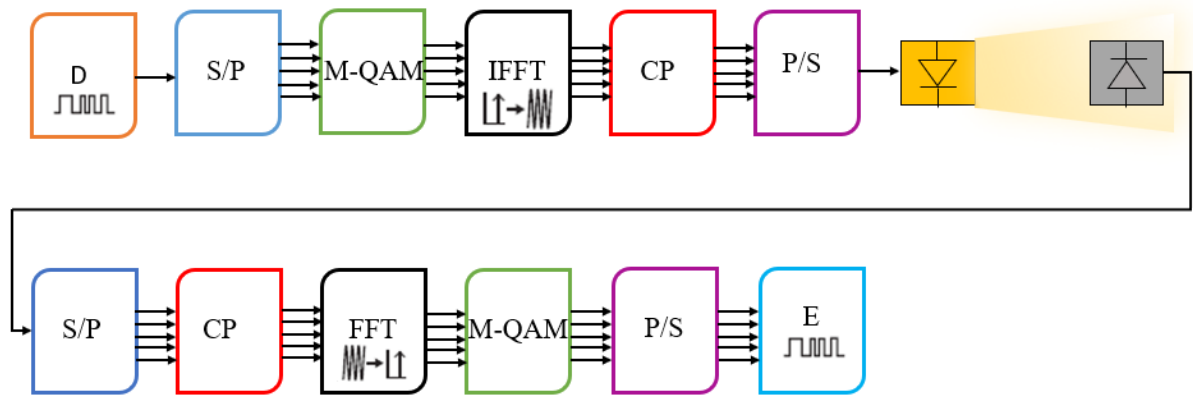 D
S/P
M-QAM
IFFT
CP
P/S
S/P
CP
FFT
M-QAM
P/S
E